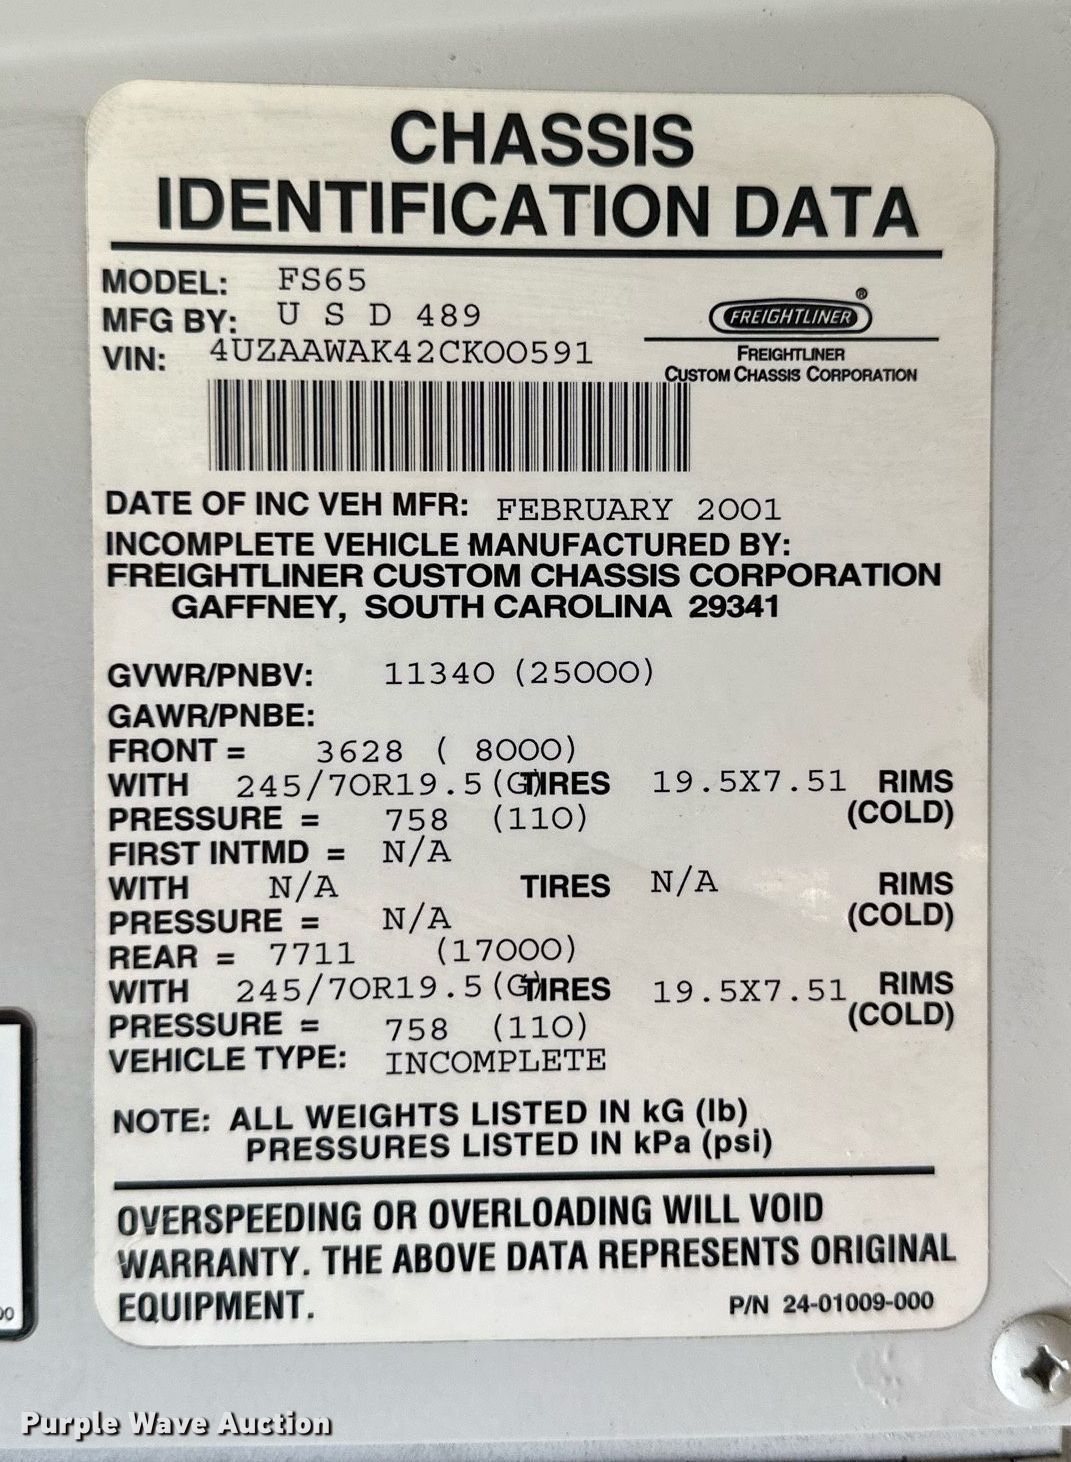 CHASSIS
IDENTIFICATION DATA
MODEL: FS65
MFG BY: U S D 489
VIN: 4UZAAWAK42CK00591
FREIGHTLINER ®
FREIGHTLINER
CUSTOM CHASSIS CORPORATION
DATE OF INC VEH MFR: FEBRUARY 2001
INCOMPLETE VEHICLE MANUFACTURED BY:
FREIGHTLINER CUSTOM CHASSIS CORPORATION
GAFFNEY, SOUTH CAROLINA 29341
GVWR/PNBV: 11340 (25000)
GAWR/PNBE:
FRONT = 3628 ( 8000)
WITH 245/70R19.5(G) TIRES 19.5X7.51 RIMS
PRESSURE = 758 (110) (COLD)
FIRST INTMD = N/A
WITH N/A TIRES N/A RIMS
PRESSURE = N/A (COLD)
REAR = 7711 (17000)
WITH 245/70R19.5(G) TIRES 19.5X7.51 RIMS
PRESSURE = 758 (110) (COLD)
VEHICLE TYPE: INCOMPLETE
NOTE: ALL WEIGHTS LISTED IN kG (lb)
PRESSURES LISTED IN kPa (psi)
OVERSPEEDING OR OVERLOADING WILL VOID
WARRANTY. THE ABOVE DATA REPRESENTS ORIGINAL
EQUIPMENT.
P/N 24-01009-000
Purple Wave Auction